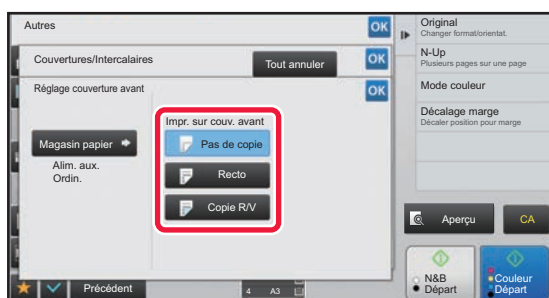 Autres
OK
Couvertures/Intercalaires
Tout annuler
OK
Réglage couverture avant
OK
Impr. sur couv. avant
Magasin papier
Alim. aux.
Ordin.
Pas de copie
Recto
Copie R/V
Précédent
4 A3
Original
Changer format/orientat.
N-Up
Plusieurs pages sur une page
Mode couleur
Décalage marge
Décaler position pour marge
Aperçu
CA
N&B
Départ
Couleur
Départ